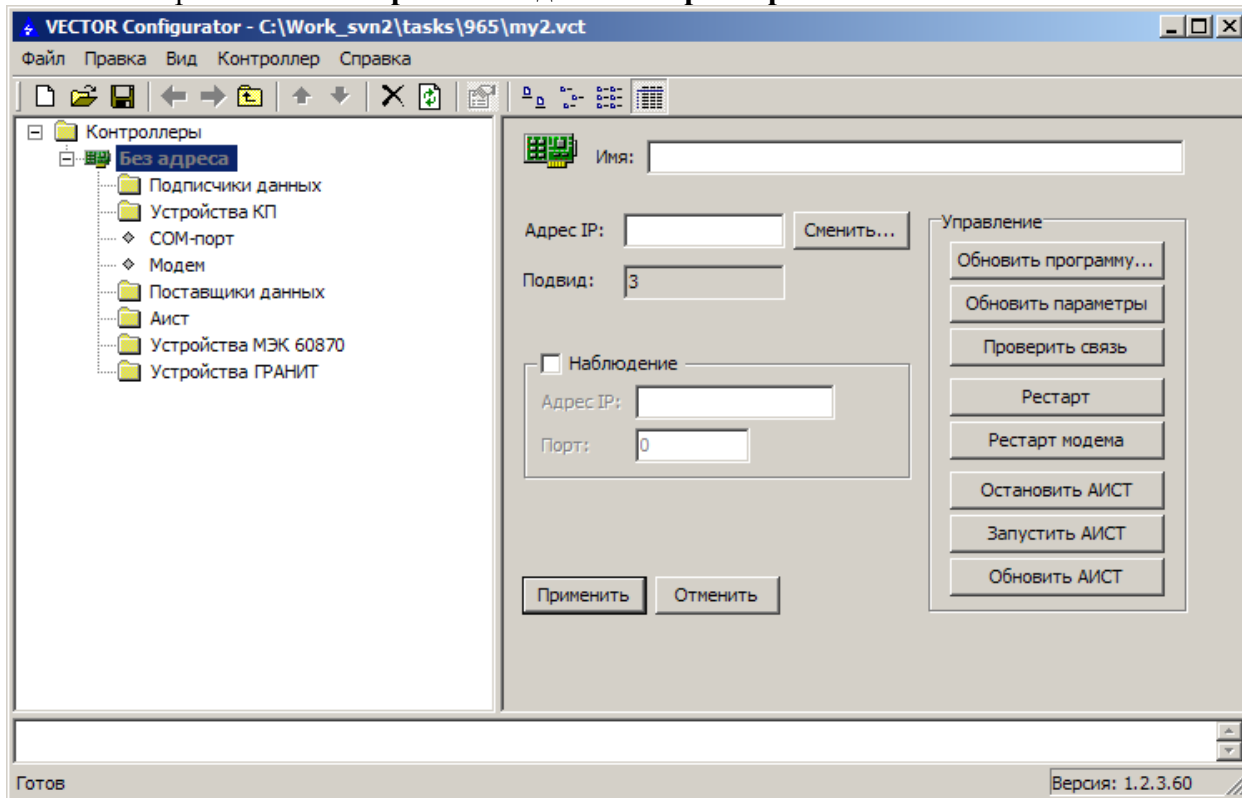 VECTOR Configurator - C:\Work_svn2\tasks\965\my2.vct
Файл Правка Вид Контроллер Справка
Контроллеры
Без адреса
Подписчики данных
Устройства КП
COM-порт
Модем
Поставщики данных
Аист
Устройства МЭК 60870
Устройства ГРАНИТ
Имя:
Адрес IP:
Сменить...
Подвид: 3
Наблюдение
Адрес IP:
Порт: 0
Применить Отменить
Управление
Обновить программу...
Обновить параметры
Проверить связь
Рестарт
Рестарт модема
Остановить АИСТ
Запустить АИСТ
Обновить АИСТ
Готов
Версия: 1.2.3.60